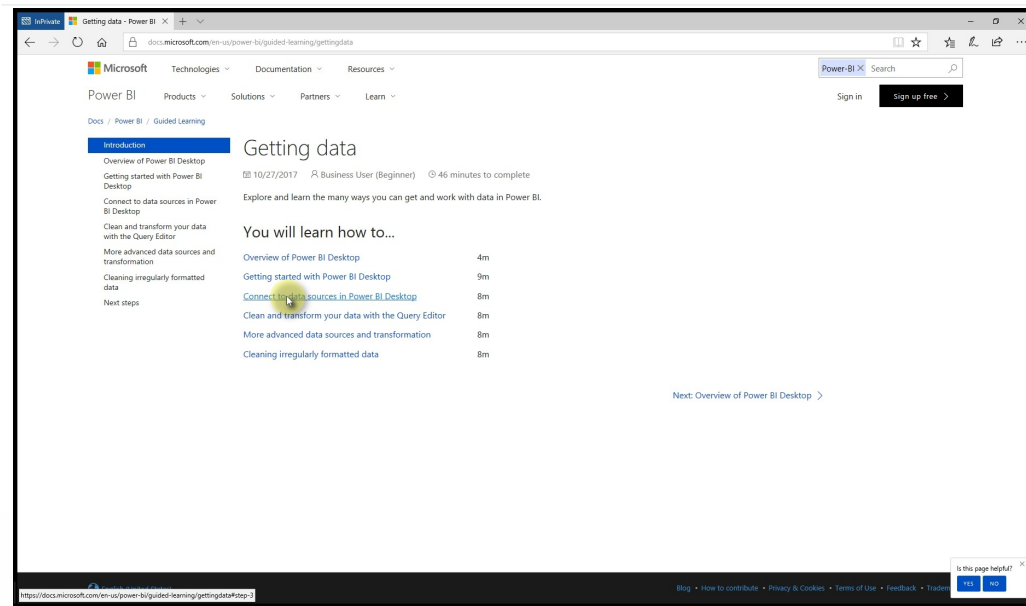 InPrivate
Getting data - Power BI
docs.microsoft.com/en-us/power-bi/guided-learning/gettingdata
Microsoft Technologies Documentation Resources
Power-BI Search
Power BI Products Solutions Partners Learn
Sign in Sign up free
Docs / Power BI / Guided Learning
Introduction
Overview of Power BI Desktop
Getting started with Power BI
Desktop
Connect to data sources in Power
BI Desktop
Clean and transform your data
with the Query Editor
More advanced data sources and
transformation
Cleaning irregularly formatted
data
Next steps
Getting data
10/27/2017 Business User (Beginner) 46 minutes to complete
Explore and learn the many ways you can get and work with data in Power BI.
You will learn how to...
Overview of Power BI Desktop 4m
Getting started with Power BI Desktop 9m
Connect to data sources in Power BI Desktop 8m
Clean and transform your data with the Query Editor 8m
More advanced data sources and transformation 8m
Cleaning irregularly formatted data 8m
Next: Overview of Power BI Desktop
Is this page helpful?
YES NO
Blog • How to contribute • Privacy & Cookies • Terms of Use • Feedback •
https://docs.microsoft.com/en-us/power-bi/guided-learning/gettingdata#step-3